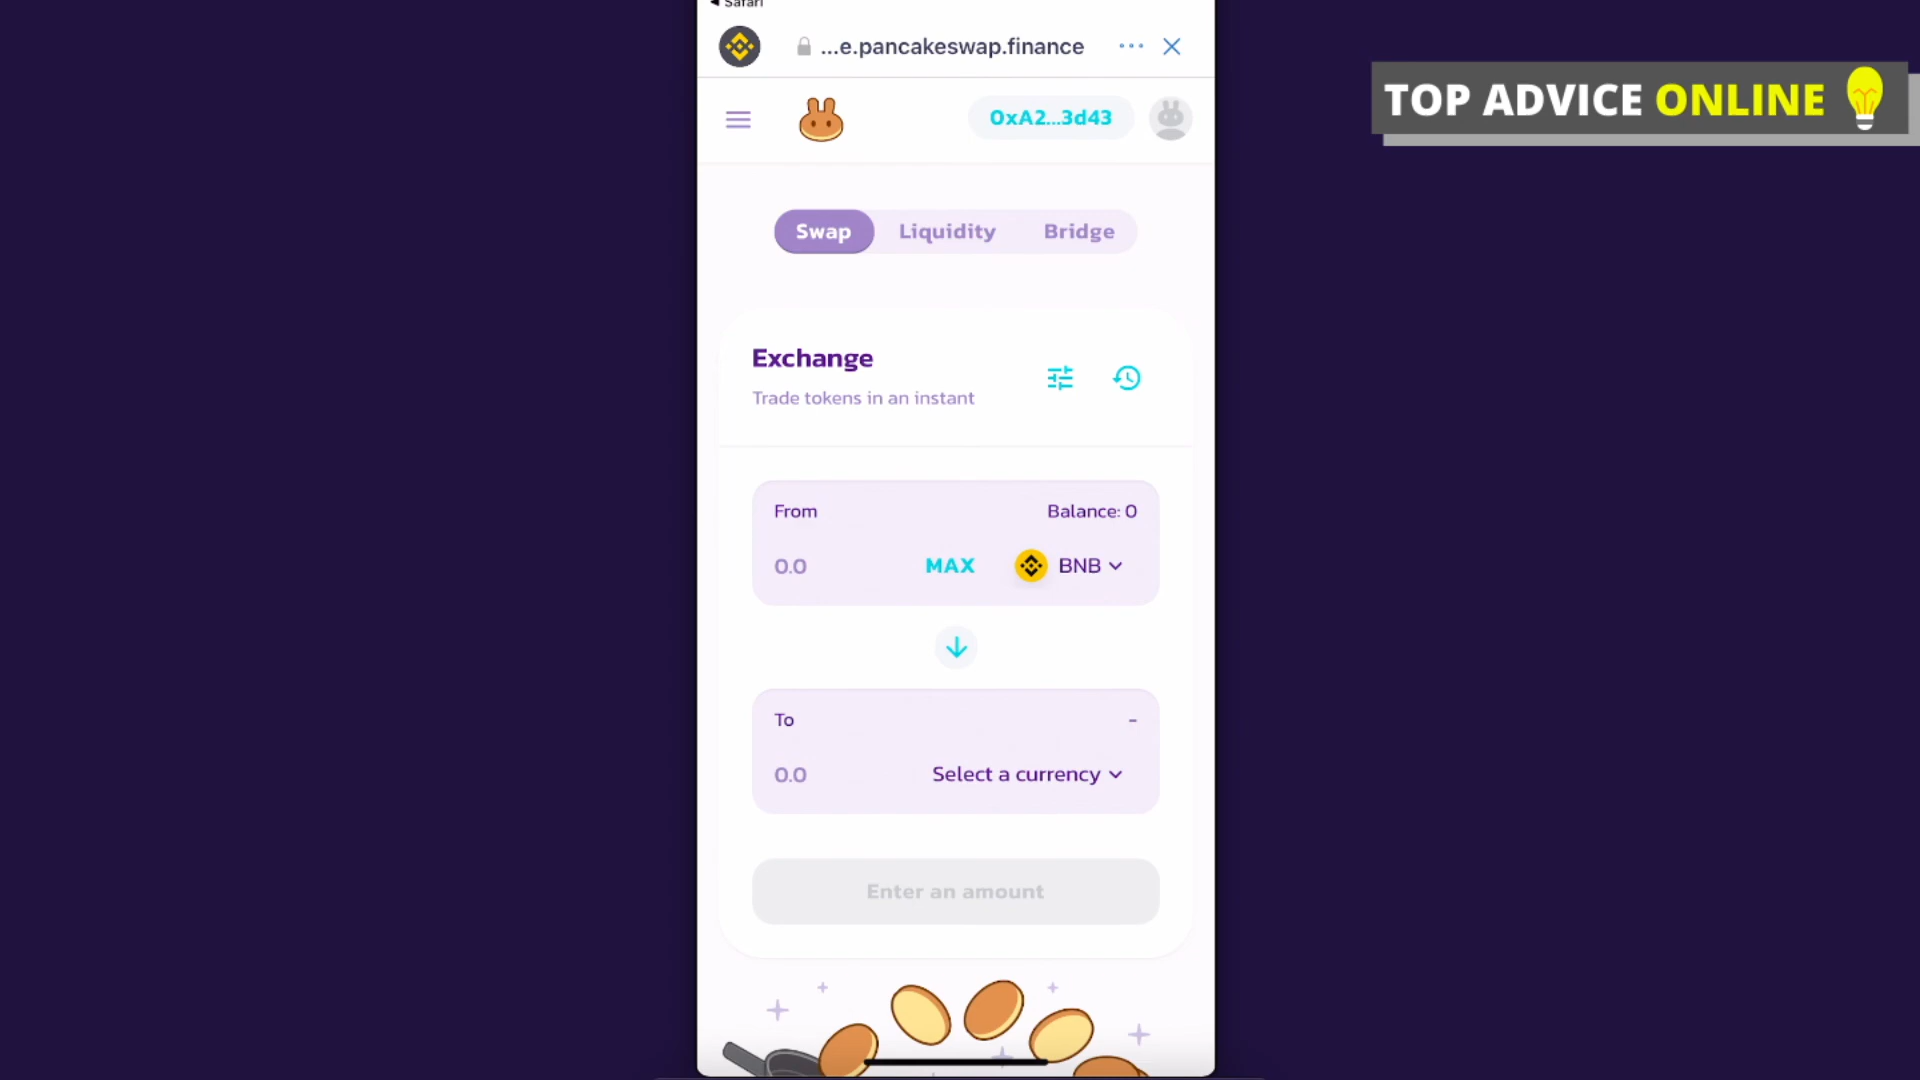 Safari
...e.pancakeswap.finance
TOP ADVICE ONLINE
0xA2...3d43
Swap
Liquidity
Bridge
Exchange
Trade tokens in an instant
From
Balance: 0
0.0
MAX
BNB
To
-
0.0
Select a currency
Enter an amount